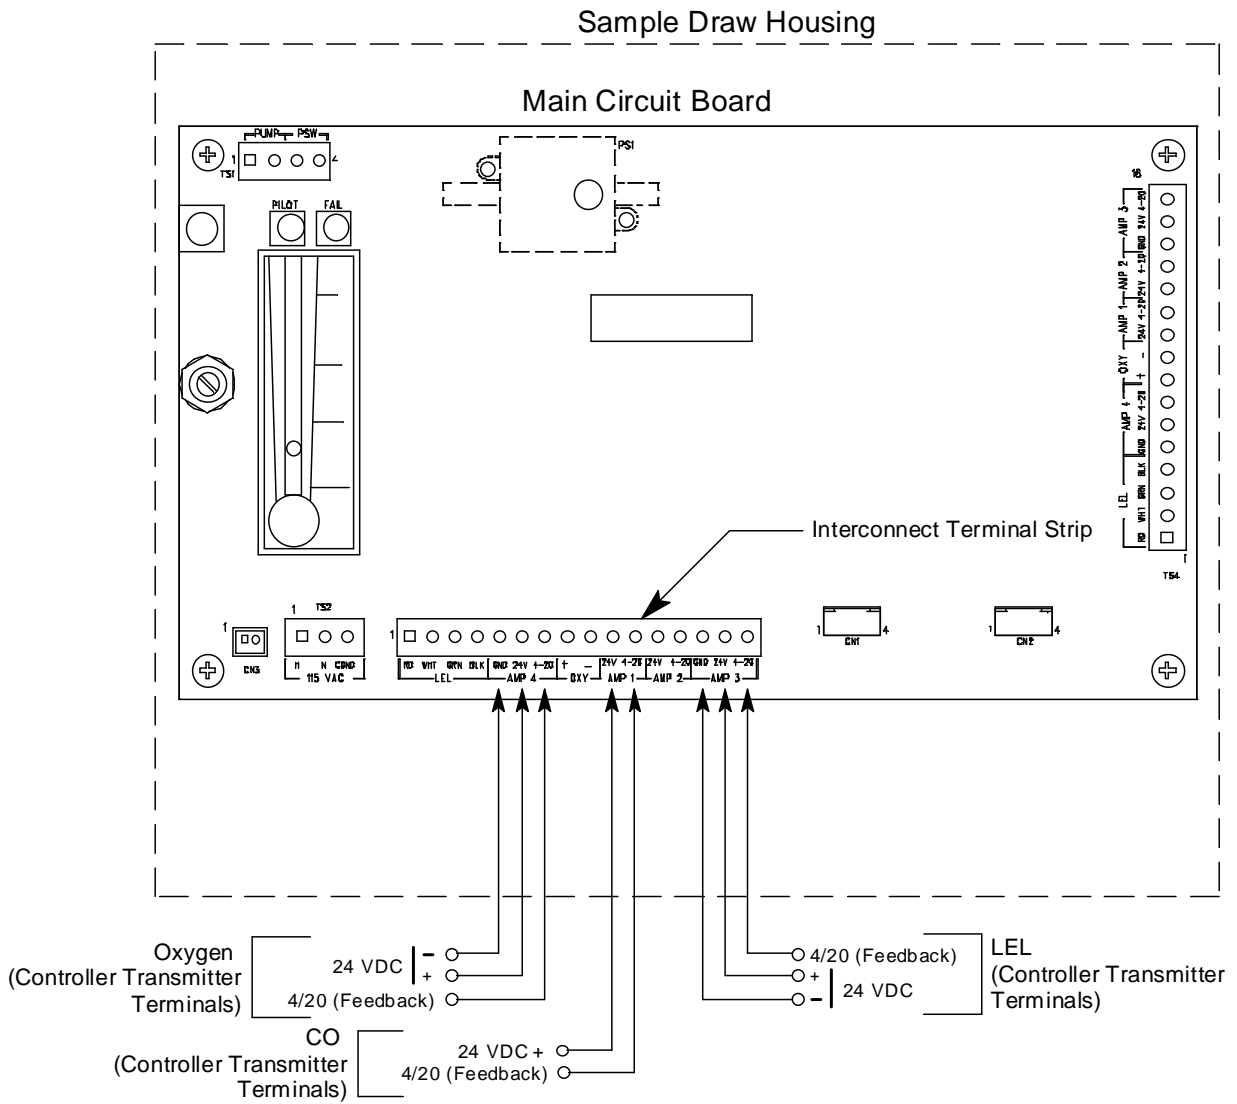 Sample Draw Housing
Main Circuit Board
PUMP PSW
1 4
TS1
PS1
PILOT FAIL
16
AMP 3 GND 24V 4-20
AMP 2 24V 4-20
AMP 1 24V 4-20
OXY + -
AMP 4 GND 24V 4-20
LEL RD WHT GRN BLK
1
TS4
Interconnect Terminal Strip
1 TS2
H N CGND
115 VAC
1
CN3
1
RD WHT GRN BLK GND 24V 4-20 + - 24V 4-20 24V 4-20 GND 24V 4-20
LEL AMP 4 OXY AMP 1 AMP 2 AMP 3
1 CN1 4
1 CN2 4
Oxygen
(Controller Transmitter
Terminals)
24 VDC - +
4/20 (Feedback)
CO
(Controller Transmitter
Terminals)
24 VDC +
4/20 (Feedback)
4/20 (Feedback)
+
- 24 VDC
LEL
(Controller Transmitter
Terminals)